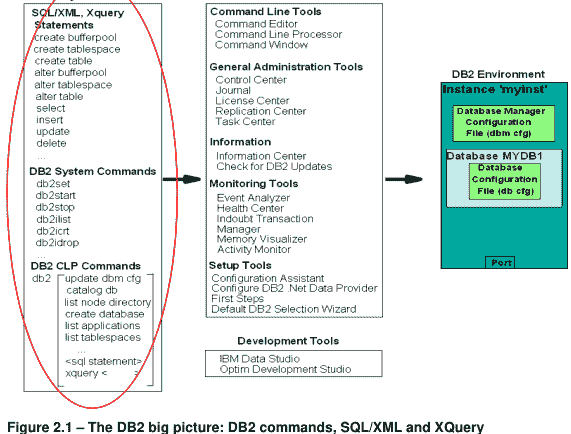 SQL/XML, Xquery
Statements
create bufferpool
create tablespace
create table
alter bufferpool
alter tablespace
alter table
select
insert
update
delete
...
DB2 System Commands
db2set
db2start
db2stop
db2ilist
db2icrt
db2idrop
...
DB2 CLP Commands
db2
update dbm cfg
catalog db
list node directory
create database
list applications
list tablespaces
...
<sql statement>
xquery < >
Command Line Tools
Command Editor
Command Line Processor
Command Window
General Administration Tools
Control Center
Journal
License Center
Replication Center
Task Center
Information
Information Center
Check for DB2 Updates
Monitoring Tools
Event Analyzer
Health Center
Indoubt Transaction
Manager
Memory Visualizer
Activity Monitor
Setup Tools
Configuration Assistant
Configure DB2 .Net Data Provider
First Steps
Default DB2 Selection Wizard
Development Tools
IBM Data Studio
Optim Development Studio
DB2 Environment
Instance 'myinst'
Database Manager
Configuration
File (dbm cfg)
Database MYDB1
Database
Configuration
File (db cfg)
Port
Figure 2.1 – The DB2 big picture: DB2 commands, SQL/XML and XQuery